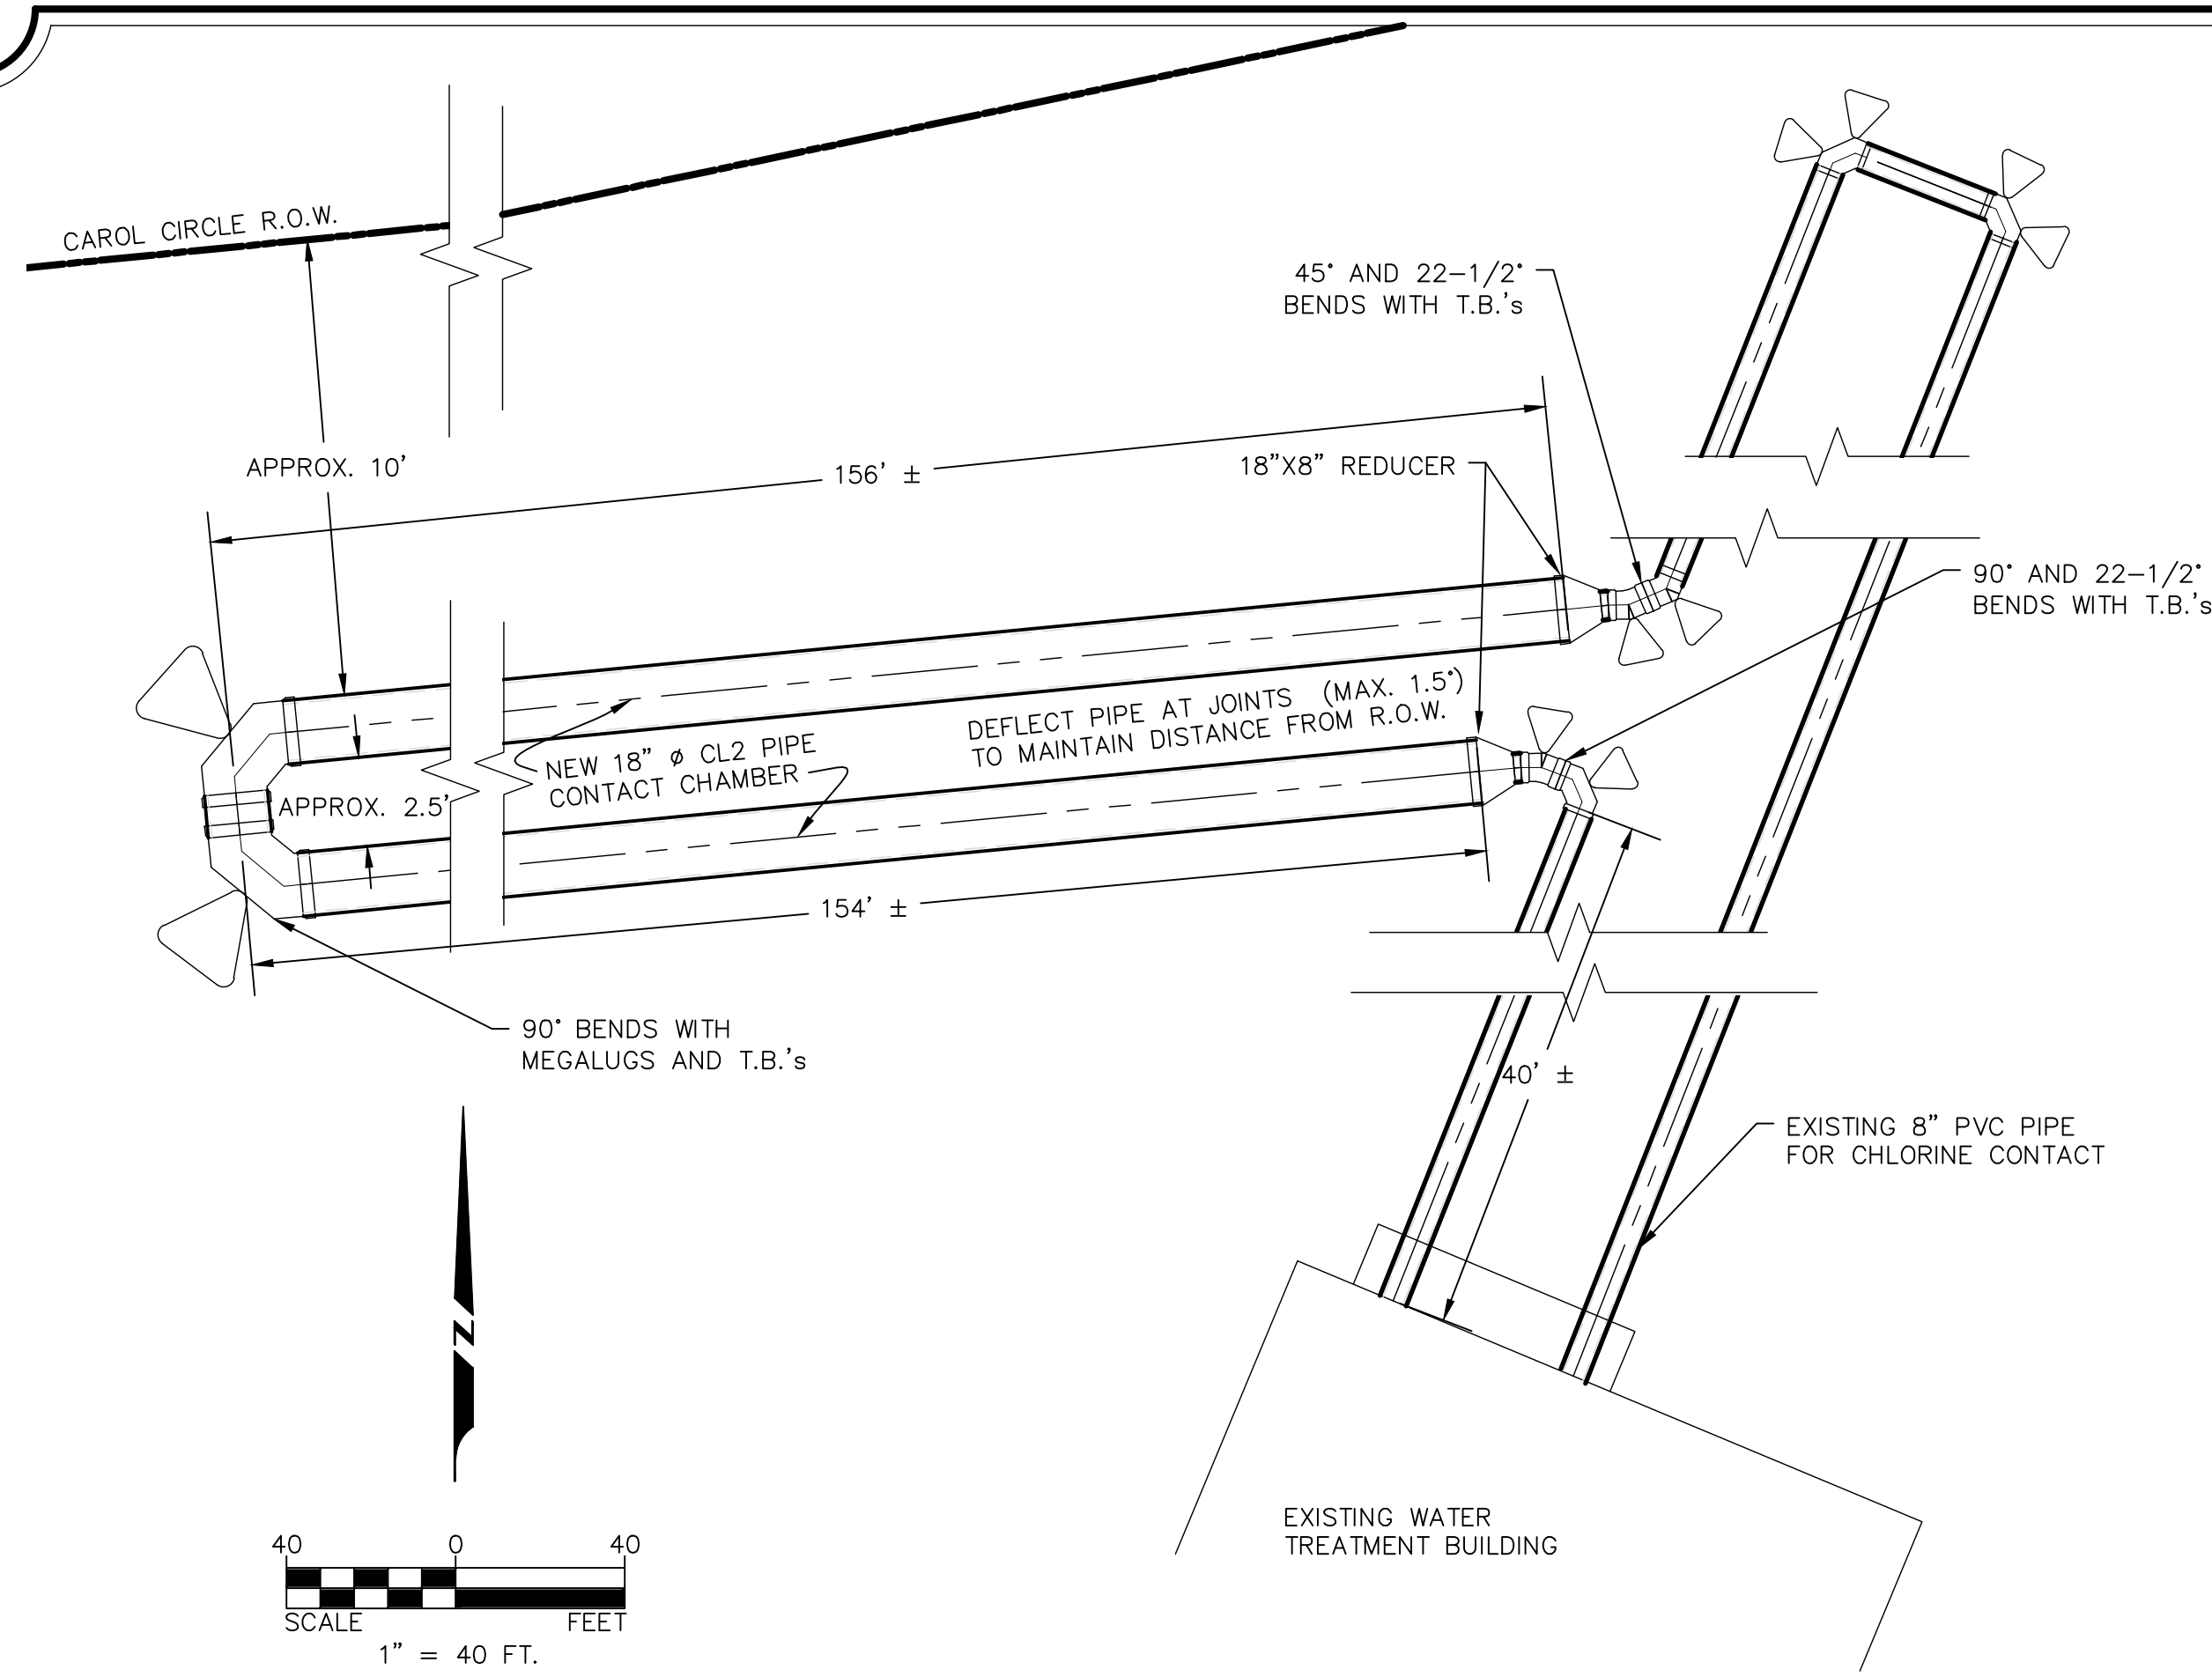 CAROL CIRCLE R.O.W.
45° AND 22-1/2°
BENDS WITH T.B.'s
APPROX. 10'
156' ±
18"X8" REDUCER
90° AND 22-1/2°
BENDS WITH T.B.'s
DEFLECT PIPE AT JOINTS (MAX. 1.5°)
TO MAINTAIN DISTANCE FROM R.O.W.
NEW 18" Ø CL2 PIPE
CONTACT CHAMBER
APPROX. 2.5'
154' ±
90° BENDS WITH
MEGALUGS AND T.B.'s
40' ±
EXISTING 8" PVC PIPE
FOR CHLORINE CONTACT
N
EXISTING WATER
TREATMENT BUILDING
40 0 40
SCALE FEET
1" = 40 FT.